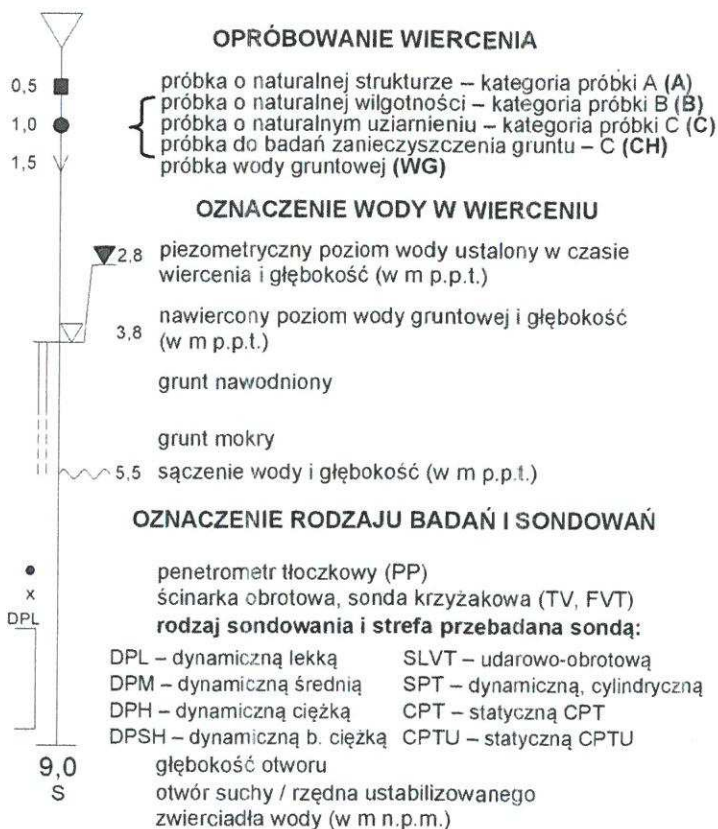 OPRÓBOWANIE WIERCENIA
0,5 próbka o naturalnej strukturze – kategoria próbki A (A)
próbka o naturalnej wilgotności – kategoria próbki B (B)
1,0 próbka o naturalnym uziarnieniu – kategoria próbki C (C)
próbka do badań zanieczyszczenia gruntu – C (CH)
1,5 próbka wody gruntowej (WG)
OZNACZENIE WODY W WIERCENIU
2,8 piezometryczny poziom wody ustalony w czasie
wiercenia i głębokość (w m p.p.t.)
3,8 nawiercony poziom wody gruntowej i głębokość
(w m p.p.t.)
grunt nawodniony
grunt mokry
5,5 sączenie wody i głębokość (w m p.p.t.)
OZNACZENIE RODZAJU BADAŃ I SONDOWAŃ
penetrometr tłoczkowy (PP)
x ścinarka obrotowa, sonda krzyżakowa (TV, FVT)
DPL rodzaj sondowania i strefa przebadana sondą:
DPL – dynamiczną lekką SLVT – udarowo-obrotową
DPM – dynamiczną średnią SPT – dynamiczną, cylindryczną
DPH – dynamiczną ciężką CPT – statyczną CPT
DPSH – dynamiczną b. ciężką CPTU – statyczną CPTU
9,0 głębokość otworu
S otwór suchy / rzędna ustabilizowanego
zwierciadła wody (w m n.p.m.)